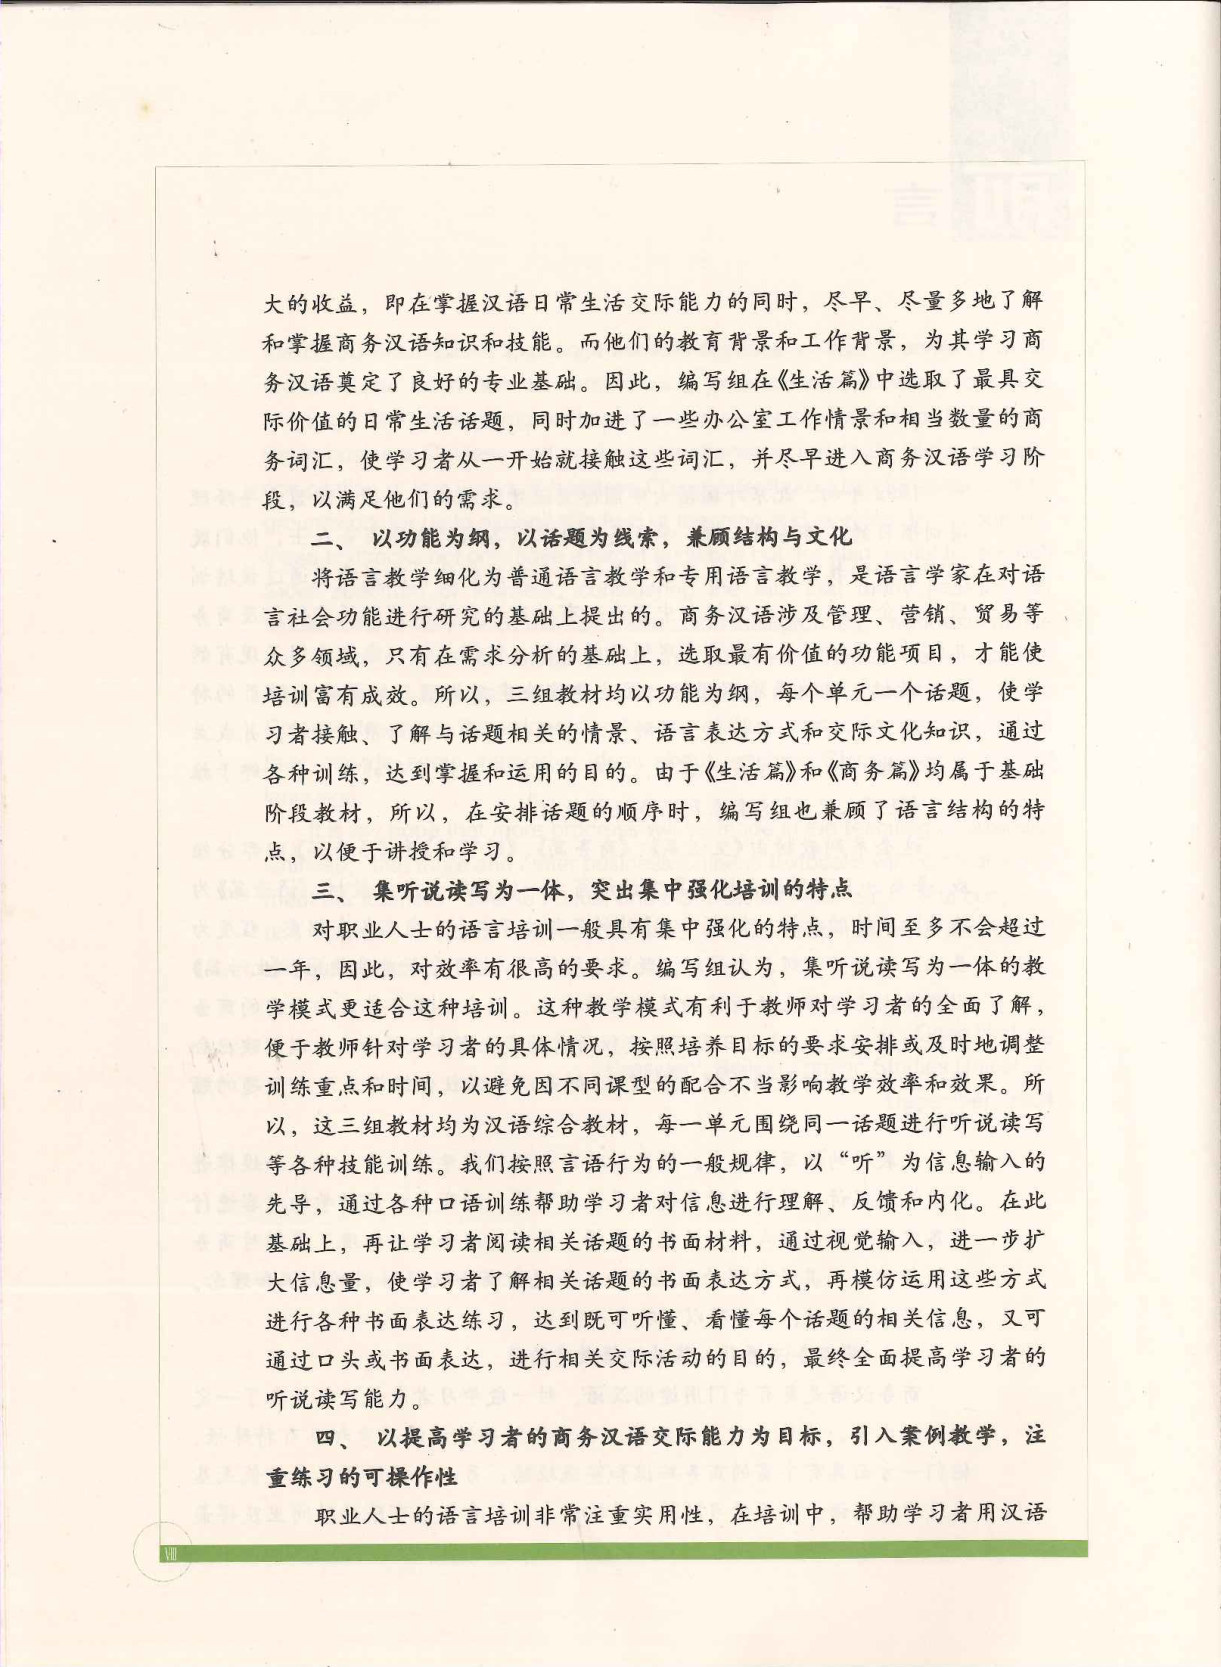 大的收益，即在掌握汉语日常生活交际能力的同时，尽早、尽量多地了解
和掌握商务汉语知识和技能。而他们的教育背景和工作背景，为其学习商
务汉语奠定了良好的专业基础。因此，编写组在《生活篇》中选取了最具交
际价值的日常生活话题，同时加进了一些办公室工作情景和相当数量的商
务词汇，使学习者从一开始就接触这些词汇，并尽早进入商务汉语学习阶
段，以满足他们的需求。
二、 以功能为纲，以话题为线索，兼顾结构与文化
将语言教学细化为普通语言教学和专用语言教学，是语言学家在对语
言社会功能进行研究的基础上提出的。商务汉语涉及管理、营销、贸易等
众多领域，只有在需求分析的基础上，选取最有价值的功能项目，才能使
培训富有成效。所以，三组教材均以功能为纲，每个单元一个话题，使学
习者接触、了解与话题相关的情景、语言表达方式和交际文化知识，通过
各种训练，达到掌握和运用的目的。由于《生活篇》和《商务篇》均属于基础
阶段教材，所以，在安排话题的顺序时，编写组也兼顾了语言结构的特
点，以便于讲授和学习。
三、 集听说读写为一体，突出集中强化培训的特点
对职业人士的语言培训一般具有集中强化的特点，时间至多不会超过
一年，因此，对效率有很高的要求。编写组认为，集听说读写为一体的教
学模式更适合这种培训。这种教学模式有利于教师对学习者的全面了解，
便于教师针对学习者的具体情况，按照培养目标的要求安排或及时地调整
训练重点和时间，以避免因不同课型的配合不当影响教学效率和效果。所
以，这三组教材均为汉语综合教材，每一单元围绕同一话题进行听说读写
等各种技能训练。我们按照言语行为的一般规律，以“听”为信息输入的
先导，通过各种口语训练帮助学习者对信息进行理解、反馈和内化。在此
基础上，再让学习者阅读相关话题的书面材料，通过视觉输入，进一步扩
大信息量，使学习者了解相关话题的书面表达方式，再模仿运用这些方式
进行各种书面表达练习，达到既可听懂、看懂每个话题的相关信息，又可
通过口头或书面表达，进行相关交际活动的目的，最终全面提高学习者的
听说读写能力。
四、 以提高学习者的商务汉语交际能力为目标，引入案例教学，注
重练习的可操作性
职业人士的语言培训非常注重实用性，在培训中，帮助学习者用汉语
VIII